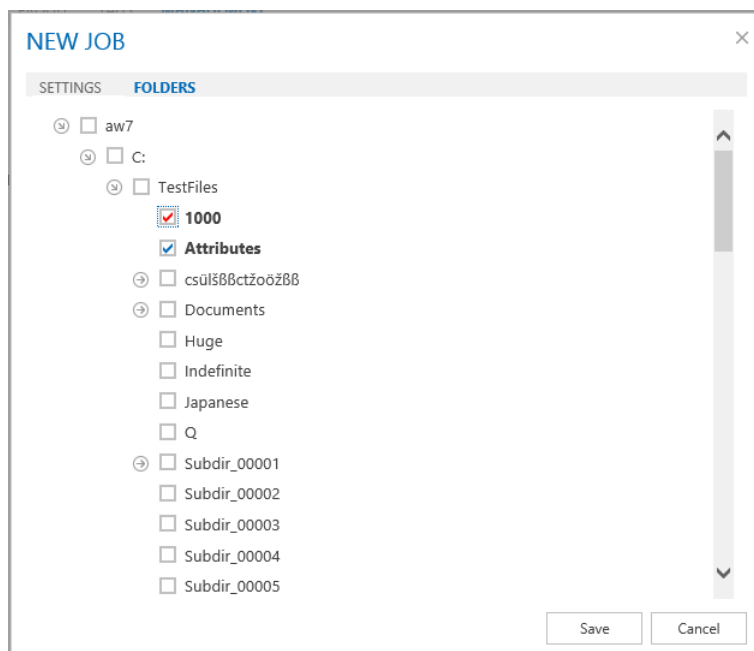 NEW JOB
SETTINGS FOLDERS
aw7
C:
TestFiles
1000
Attributes
csülšßßctžoöžßß
Documents
Huge
Indefinite
Japanese
Q
Subdir_00001
Subdir_00002
Subdir_00003
Subdir_00004
Subdir_00005
Save Cancel